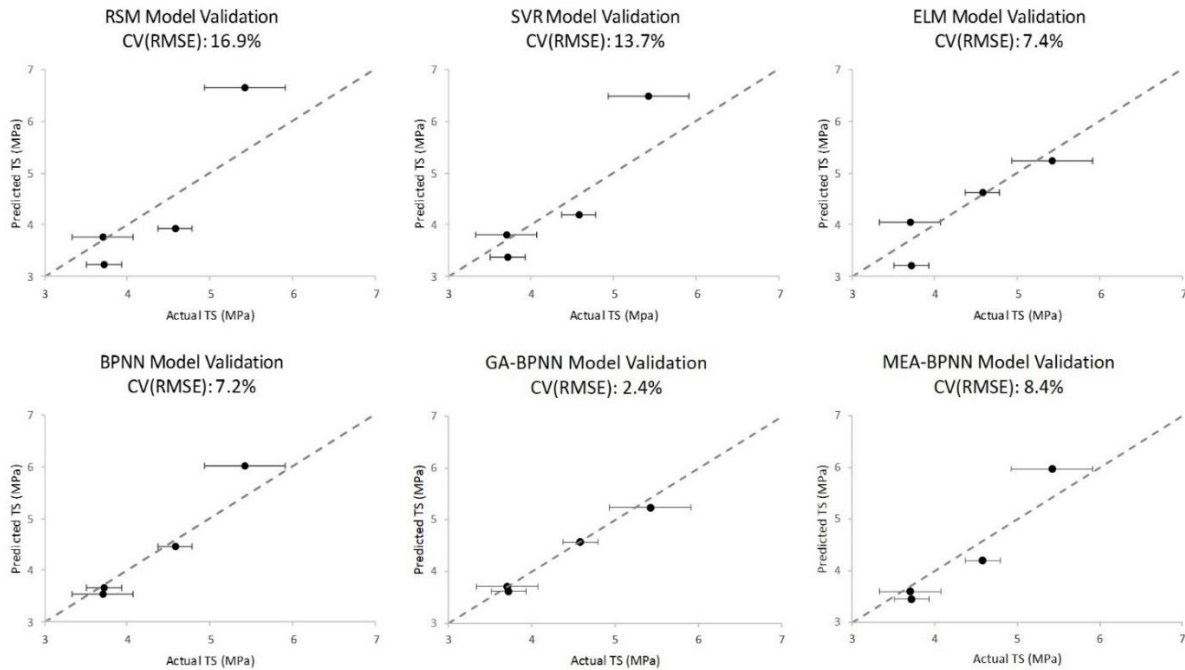 RSM Model Validation
CV(RMSE): 16.9%
7
6
5
4
3
Predicted TS (MPa)
3 4 5 6 7
Actual TS (MPa)
SVR Model Validation
CV(RMSE): 13.7%
7
6
5
4
3
Predicted TS (MPa)
3 4 5 6 7
Actual TS (Mpa)
ELM Model Validation
CV(RMSE): 7.4%
7
6
5
4
3
Predicted TS (MPa)
3 4 5 6 7
Actual TS (MPa)
BPNN Model Validation
CV(RMSE): 7.2%
7
6
5
4
3
Predicted TS (MPa)
3 4 5 6 7
Actual TS (MPa)
GA-BPNN Model Validation
CV(RMSE): 2.4%
7
6
5
4
3
Predicted TS (MPa)
3 4 5 6 7
Actual TS (MPa)
MEA-BPNN Model Validation
CV(RMSE): 8.4%
7
6
5
4
3
Predicted TS (MPa)
3 4 5 6 7
Actual TS (MPa)